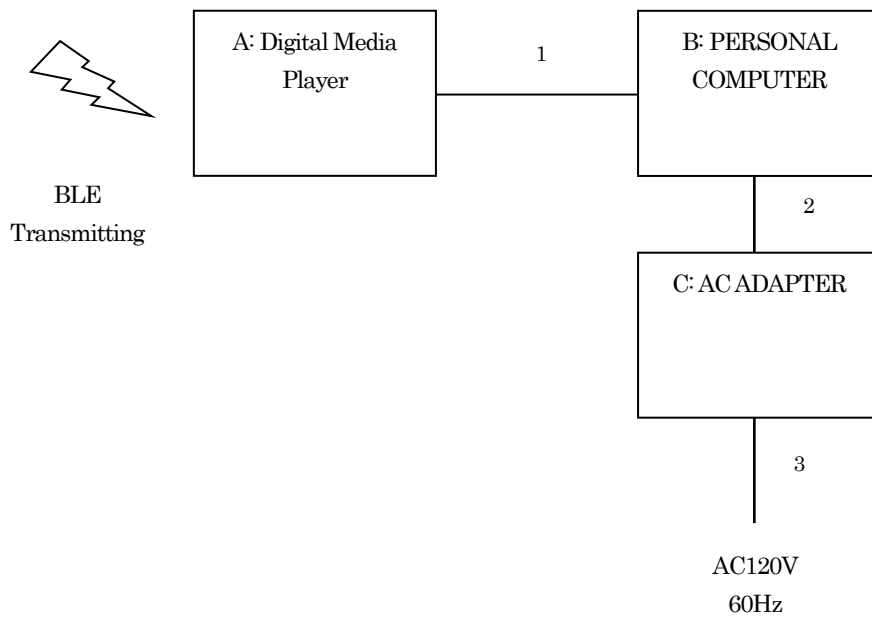 A: Digital Media
Player
1
B: PERSONAL
COMPUTER
BLE
Transmitting
2
C: AC ADAPTER
3
AC120V
60Hz